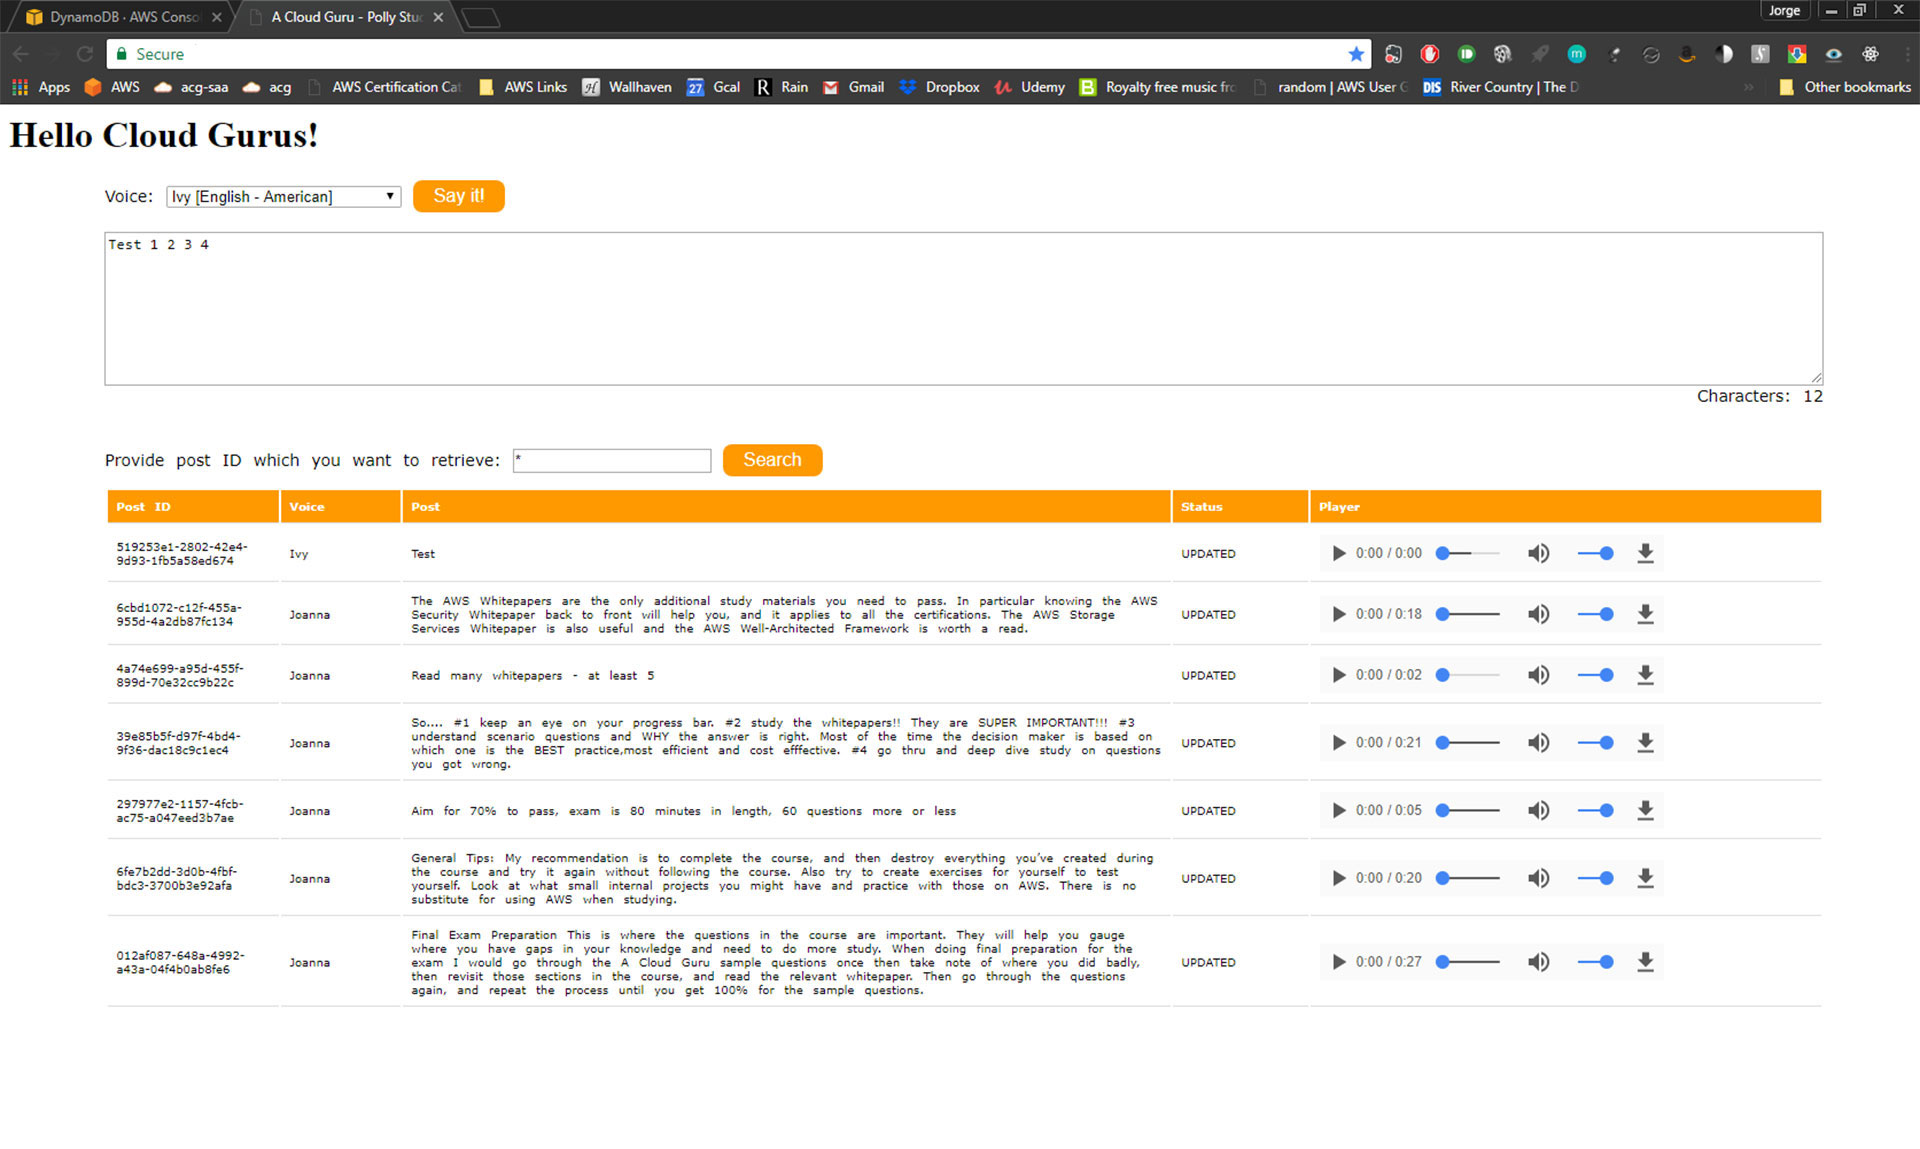 DynamoDB · AWS Conso
A Cloud Guru - Polly Stu
Jorge
Secure
Apps
AWS
acg-saa
acg
AWS Certification Cat
AWS Links
Wallhaven
27
Gcal
R
Rain
Gmail
Dropbox
Udemy
B
Royalty free music fr
random | AWS User G
DIS
River Country | The D
Other bookmarks
Hello Cloud Gurus!
Voice:
Ivy [English - American]
Say it!
Test 1 2 3 4
Characters: 12
Provide post ID which you want to retrieve:
*
Search
Post ID
Voice
Post
Status
Player
519253e1-2802-42e4-
9d93-1fb5a58ed674
Ivy
Test
UPDATED
0:00 / 0:00
6cbd1072-c12f-455a-
955d-4a2db87fc134
Joanna
The AWS Whitepapers are the only additional study materials you need to pass. In particular knowing the AWS
Security Whitepaper back to front will help you, and it applies to all the certifications. The AWS Storage
Services Whitepaper is also useful and the AWS Well-Architected Framework is worth a read.
UPDATED
0:00 / 0:18
4a74e699-a95d-455f-
899d-70e32cc9b22c
Joanna
Read many whitepapers - at least 5
UPDATED
0:00 / 0:02
39e85b5f-d97f-4bd4-
9f36-dac18c9c1ec4
Joanna
So.... #1 keep an eye on your progress bar. #2 study the whitepapers!! They are SUPER IMPORTANT!!! #3
understand scenario questions and WHY the answer is right. Most of the time the decision maker is based on
which one is the BEST practice,most efficient and cost efffective. #4 go thru and deep dive study on questions
you got wrong.
UPDATED
0:00 / 0:21
297977e2-1157-4fcb-
ac75-a047eed3b7ae
Joanna
Aim for 70% to pass, exam is 80 minutes in length, 60 questions more or less
UPDATED
0:00 / 0:05
6fe7b2dd-3d0b-4fbf-
bdc3-3700b3e92afa
Joanna
General Tips: My recommendation is to complete the course, and then destroy everything you’ve created during
the course and try it again without following the course. Also try to create exercises for yourself to test
yourself. Look at what small internal projects you might have and practice with those on AWS. There is no
substitute for using AWS when studying.
UPDATED
0:00 / 0:20
012af087-648a-4992-
a43a-04f4b0ab8fe6
Joanna
Final Exam Preparation This is where the questions in the course are important. They will help you gauge
where you have gaps in your knowledge and need to do more study. When doing final preparation for the
exam I would go through the A Cloud Guru sample questions once then take note of where you did badly,
then revisit those sections in the course, and read the relevant whitepaper. Then go through the questions
again, and repeat the process until you get 100% for the sample questions.
UPDATED
0:00 / 0:27